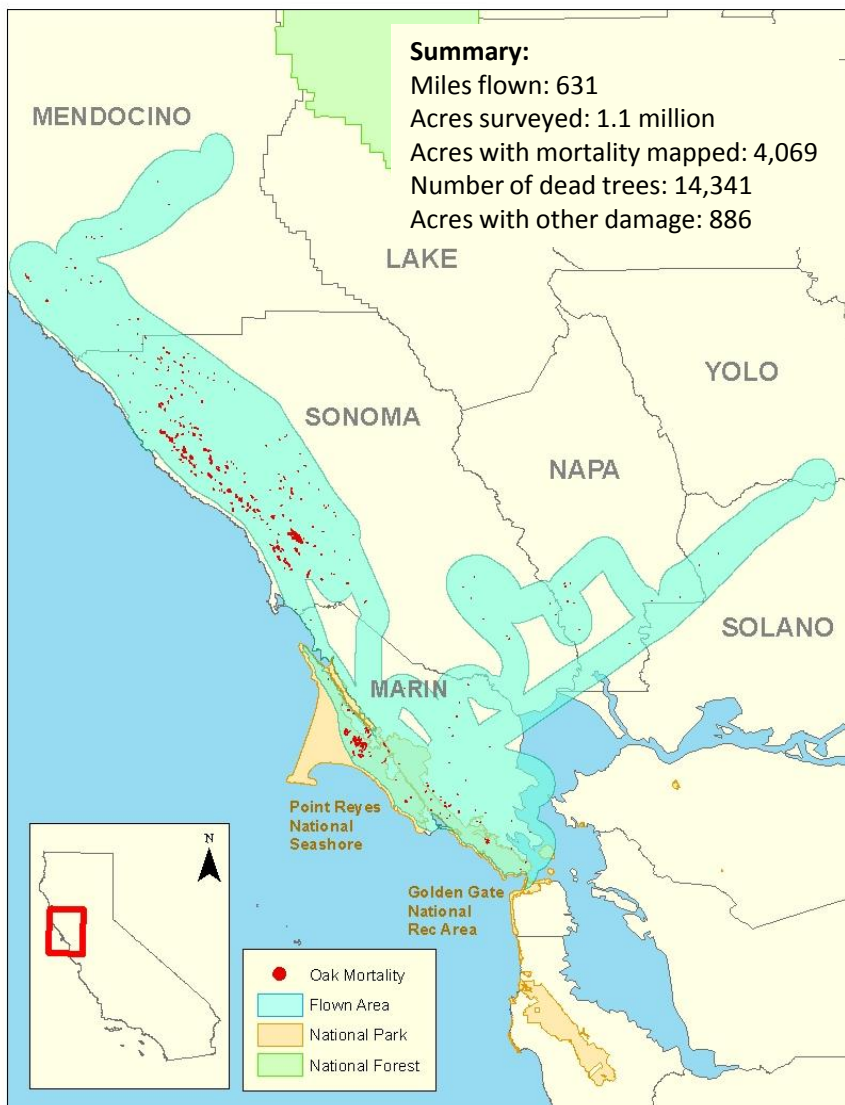 Summary:
Miles flown: 631
Acres surveyed: 1.1 million
Acres with mortality mapped: 4,069
Number of dead trees: 14,341
Acres with other damage: 886
MENDOCINO
LAKE
YOLO
SONOMA
NAPA
SOLANO
MARIN
Point Reyes
National
Seashore
Golden Gate
National
Rec Area
N
Oak Mortality
Flown Area
National Park
National Forest